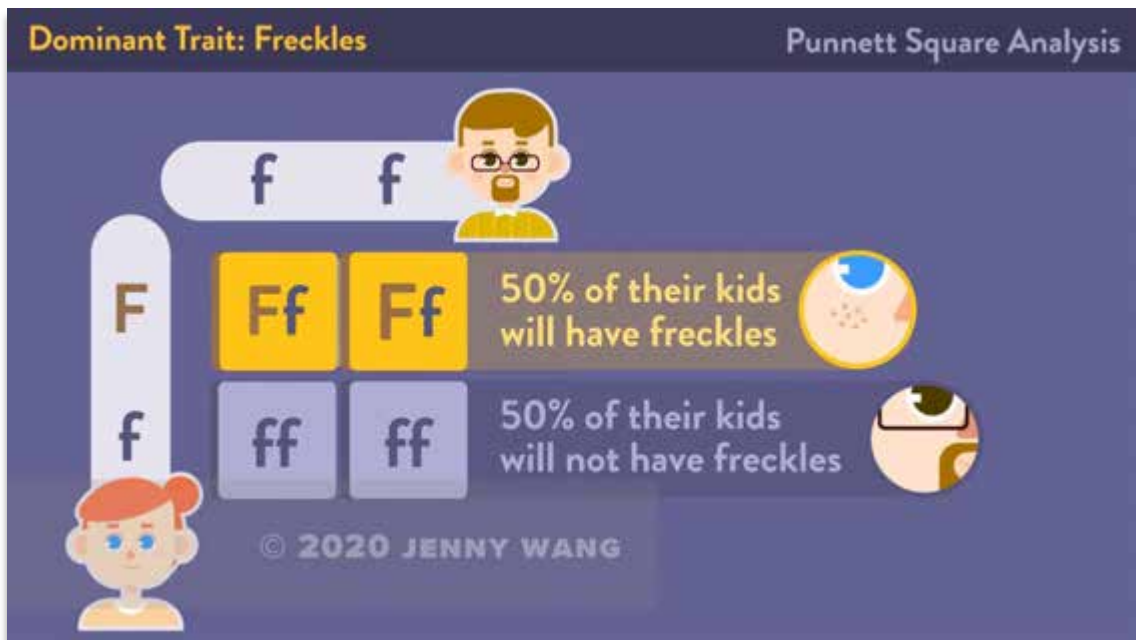 Dominant Trait: Freckles
Punnett Square Analysis
f f
F
f
Ff Ff
50% of their kids
will have freckles
ff ff
50% of their kids
will not have freckles
© 2020 JENNY WANG